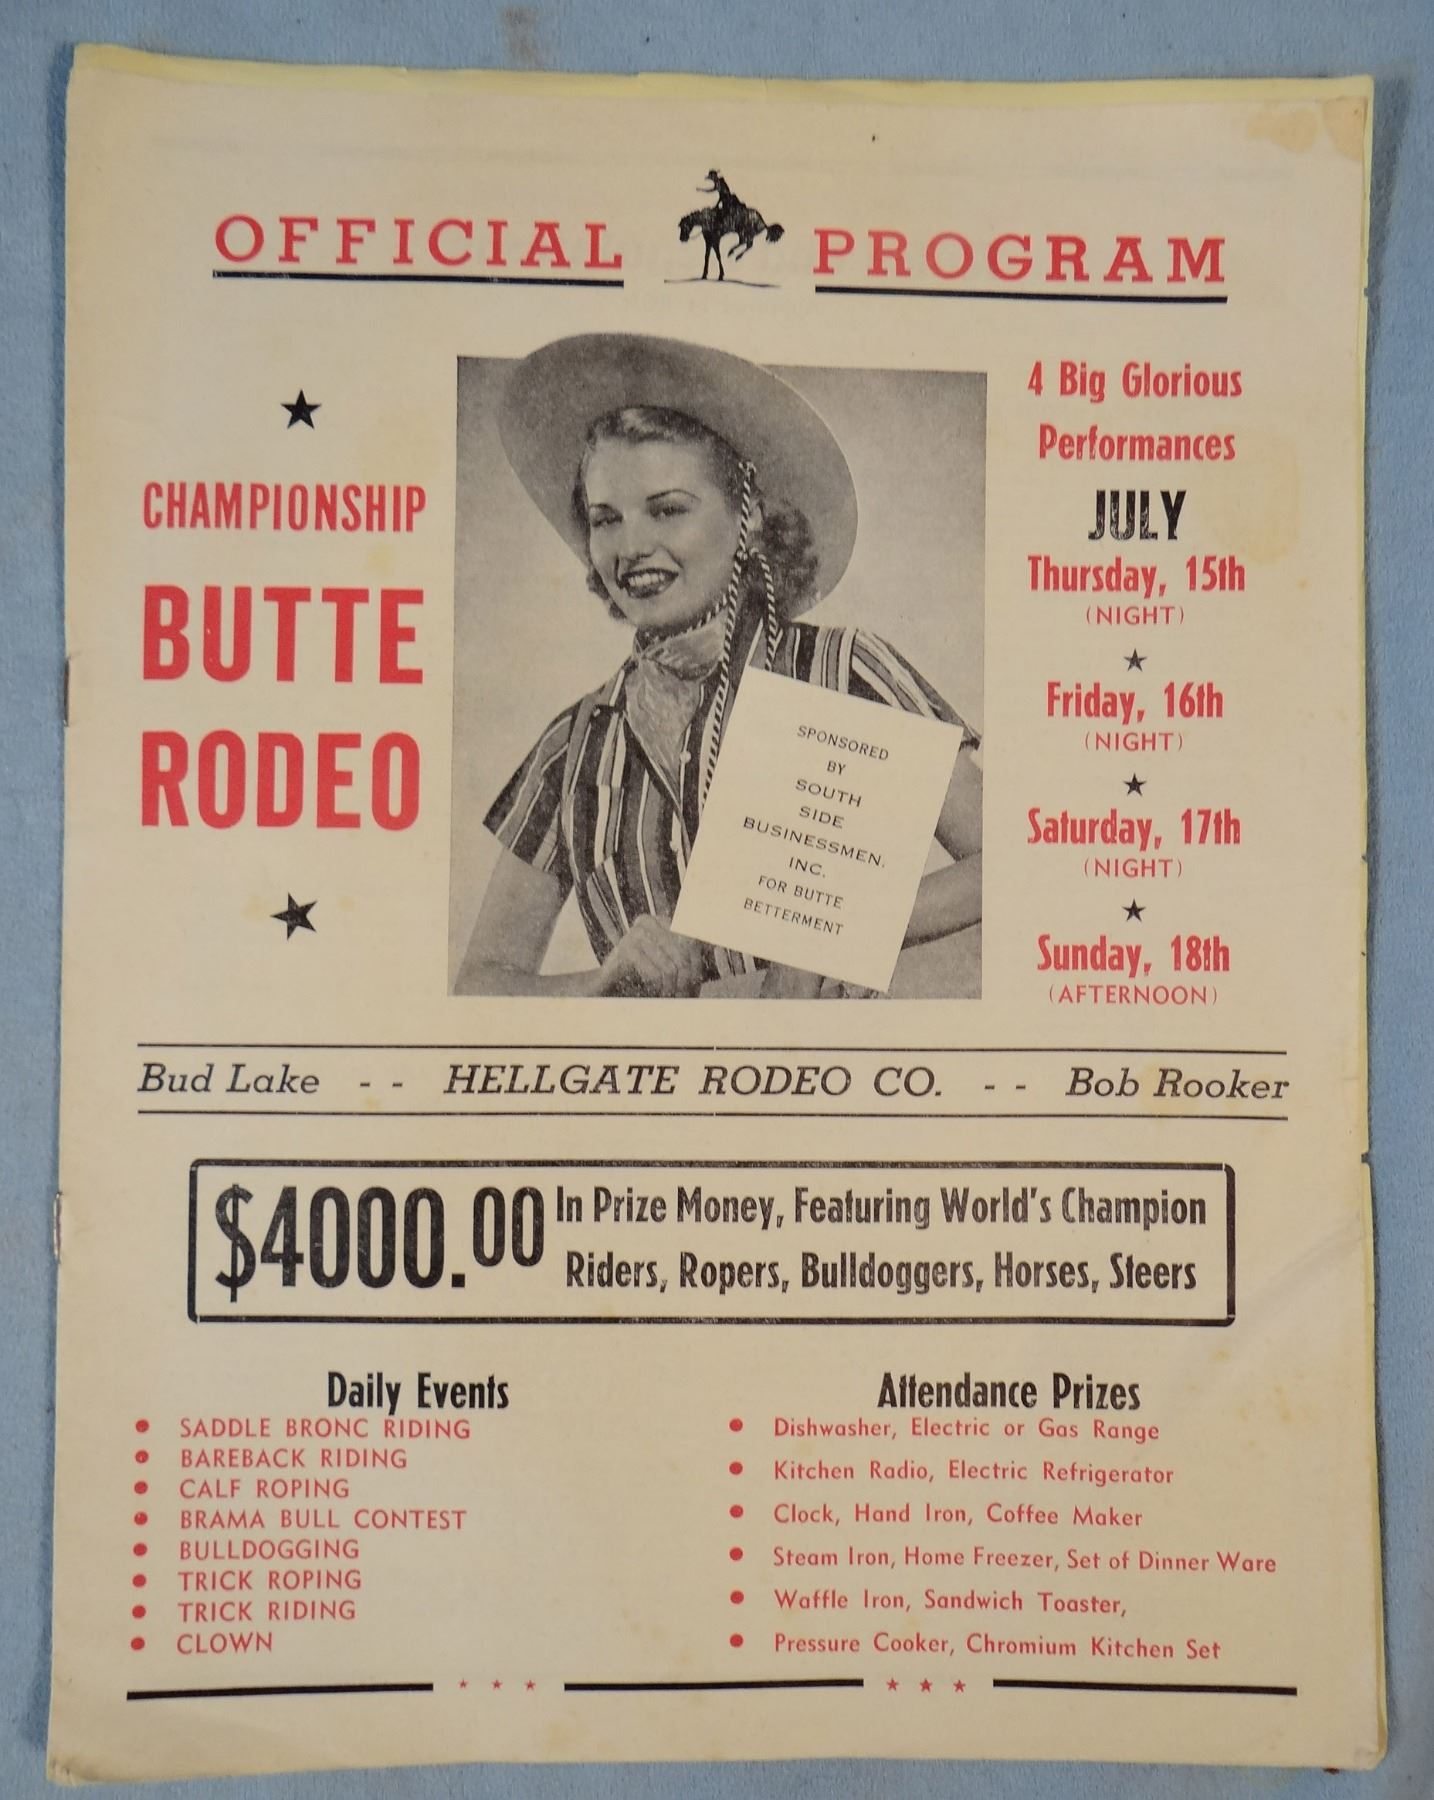 OFFICIAL PROGRAM
CHAMPIONSHIP
BUTTE
RODEO
SPONSORED
BY
SOUTH
SIDE
BUSINESSMEN,
INC.
FOR BUTTE
BETTERMENT
4 Big Glorious
Performances
JULY
Thursday, 15th
(NIGHT)
Friday, 16th
(NIGHT)
Saturday, 17th
(NIGHT)
Sunday, 18th
(AFTERNOON)
Bud Lake - - HELLGATE RODEO CO. - - Bob Rooker
$4000.00 In Prize Money, Featuring World's Champion
Riders, Ropers, Bulldoggers, Horses, Steers
Daily Events
• SADDLE BRONC RIDING
• BAREBACK RIDING
• CALF ROPING
• BRAMA BULL CONTEST
• BULLDOGGING
• TRICK ROPING
• TRICK RIDING
• CLOWN
Attendance Prizes
• Dishwasher, Electric or Gas Range
• Kitchen Radio, Electric Refrigerator
• Clock, Hand Iron, Coffee Maker
• Steam Iron, Home Freezer, Set of Dinner Ware
• Waffle Iron, Sandwich Toaster,
• Pressure Cooker, Chromium Kitchen Set